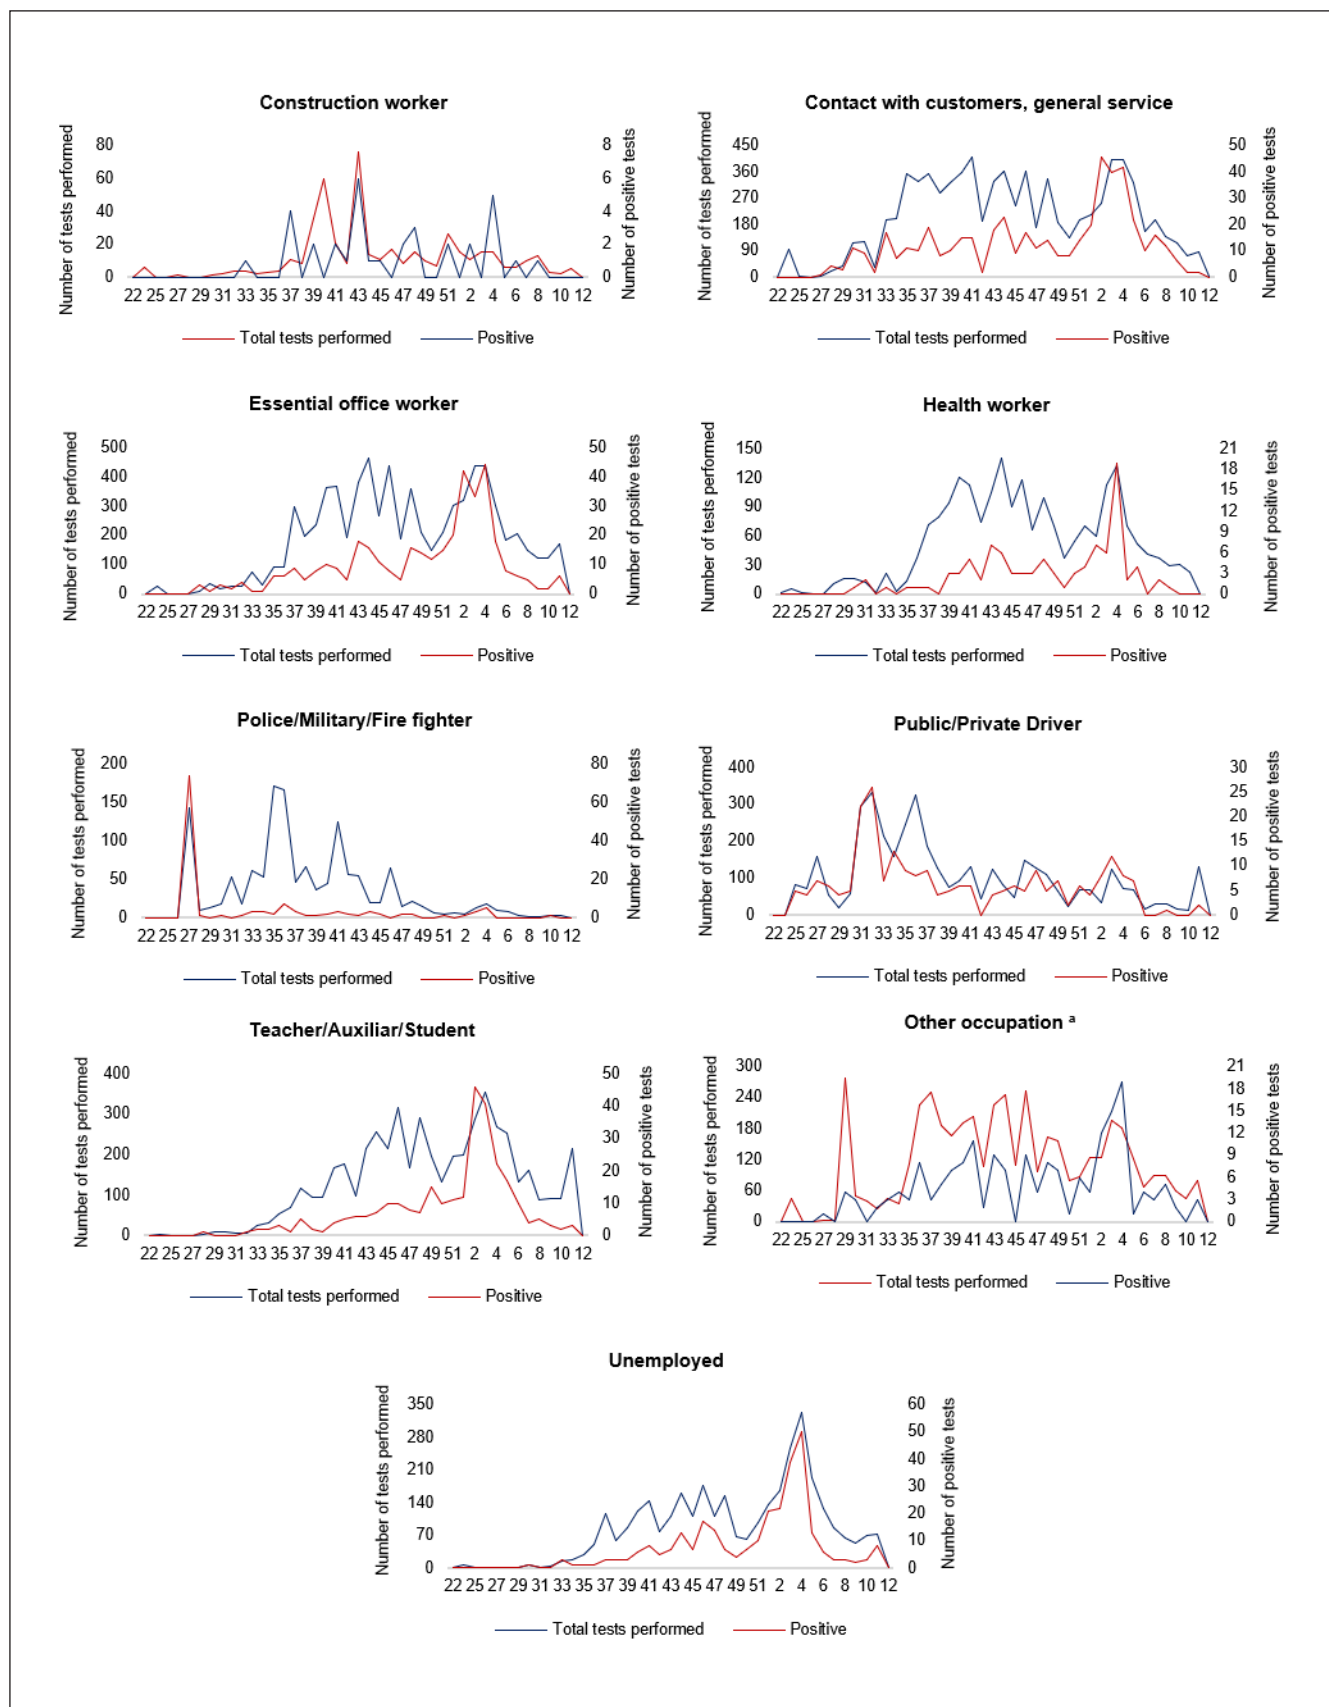 Construction worker
Number of tests performed
80
60
40
20
0
8
6
4
2
0
Number of positive tests
22 25 27 29 31 33 35 37 39 41 43 45 47 49 51 2 4 6 8 10 12
Total tests performed Positive
Contact with customers, general service
Number of tests performed
450
360
270
180
90
0
50
40
30
20
10
0
Number of positive tests
22 25 27 29 31 33 35 37 39 41 43 45 47 49 51 2 4 6 8 10 12
Total tests performed Positive
Essential office worker
Number of tests performed
500
400
300
200
100
0
50
40
30
20
10
0
Number of positive tests
22 25 27 29 31 33 35 37 39 41 43 45 47 49 51 2 4 6 8 10 12
Total tests performed Positive
Health worker
Number of tests performed
150
120
90
60
30
0
21
18
15
12
9
6
3
0
Number of positive tests
22 25 27 29 31 33 35 37 39 41 43 45 47 49 51 2 4 6 8 10 12
Total tests performed Positive
Police/Military/Fire fighter
Number of tests performed
200
150
100
50
0
80
60
40
20
0
Number of positive tests
22 25 27 29 31 33 35 37 39 41 43 45 47 49 51 2 4 6 8 10 12
Total tests performed Positive
Public/Private Driver
Number of tests performed
400
300
200
100
0
30
25
20
15
10
5
0
Number of positive tests
22 25 27 29 31 33 35 37 39 41 43 45 47 49 51 2 4 6 8 10 12
Total tests performed Positive
Teacher/Auxiliar/Student
Number of tests performed
400
300
200
100
0
50
40
30
20
10
0
Number of positive tests
22 25 27 29 31 33 35 37 39 41 43 45 47 49 51 2 4 6 8 10 12
Total tests performed Positive
Other occupation ª
Number of tests performed
300
240
180
120
60
0
21
18
15
12
9
6
3
0
Number of positive tests
22 25 27 29 31 33 35 37 39 41 43 45 47 49 51 2 4 6 8 10 12
Total tests performed Positive
Unemployed
Number of tests performed
350
280
210
140
70
0
60
50
40
30
20
10
0
Number of positive tests
22 25 27 29 31 33 35 37 39 41 43 45 47 49 51 2 4 6 8 10 12
Total tests performed Positive